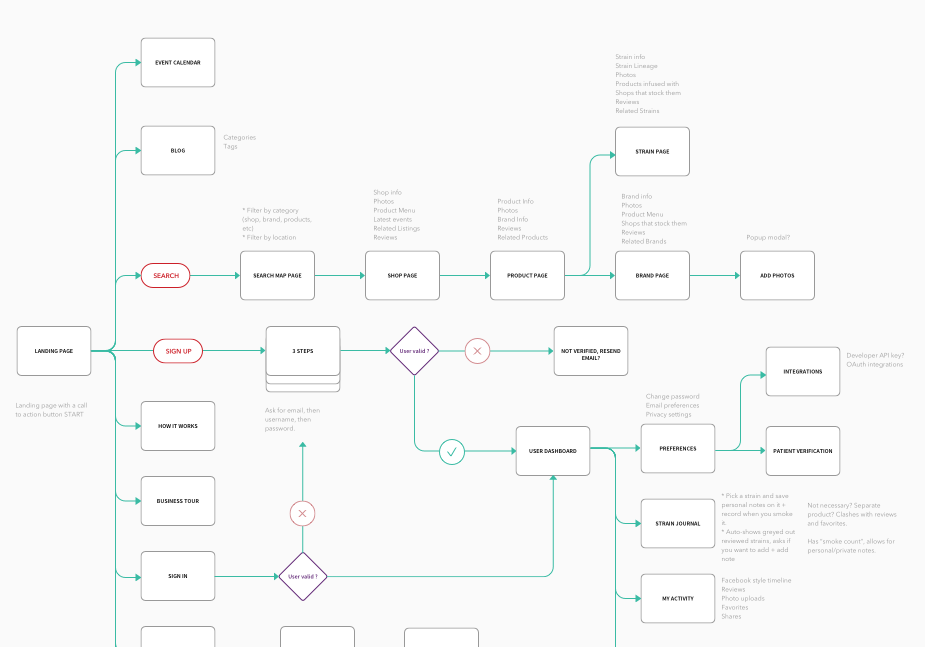 EVENT CALENDAR
BLOG
Categories
Tags
Strain info
Strain Lineage
Photos
Products infused with
Shops that stock them
Reviews
Related Strains
STRAIN PAGE
* Filter by category
(shop, brand, products,
etc)
* Filter by location
Shop info
Photos
Product Menu
Latest events
Related Listings
Reviews
Product Info
Photos
Brand Info
Reviews
Related Products
Brand info
Photos
Product Menu
Shops that stock them
Reviews
Related Brands
Popup modal?
SEARCH
SEARCH MAP PAGE
SHOP PAGE
PRODUCT PAGE
BRAND PAGE
ADD PHOTOS
LANDING PAGE
Landing page with a call
to action button START
SIGN UP
3 STEPS
User valid ?
NOT VERIFIED, RESEND
EMAIL?
Ask for email, then
username, then
password.
INTEGRATIONS
Developer API key?
OAuth integrations
Change password
Email preferences
Privacy settings
HOW IT WORKS
USER DASHBOARD
PREFERENCES
PATIENT VERIFICATION
BUSINESS TOUR
STRAIN JOURNAL
* Pick a strain and save
personal notes on it +
record when you smoke
it.
* Auto-shows greyed out
reviewed strains, asks if
you want to add + add
note
Not necessary? Separate
product? Clashes with reviews
and favorites.
Has "smoke count", allows for
personal/private notes.
SIGN IN
User valid ?
MY ACTIVITY
Facebook style timeline
Reviews
Photo uploads
Favorites
Shares